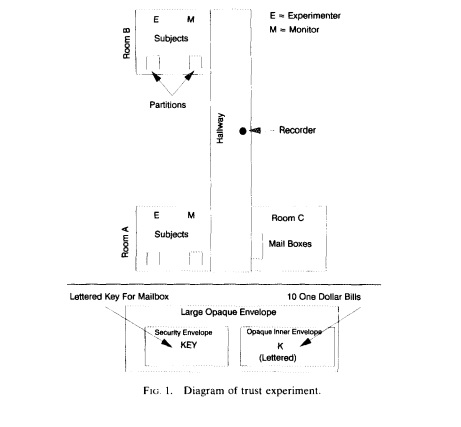 E = Experimenter
M = Monitor
Room B
E M
Subjects
Partitions
Hallway
Recorder
Room A
E M
Subjects
Room C
Mail Boxes
Lettered Key For Mailbox
10 One Dollar Bills
Large Opaque Envelope
Security Envelope
KEY
Opaque Inner Envelope
K
(Lettered)
FIG. 1. Diagram of trust experiment.